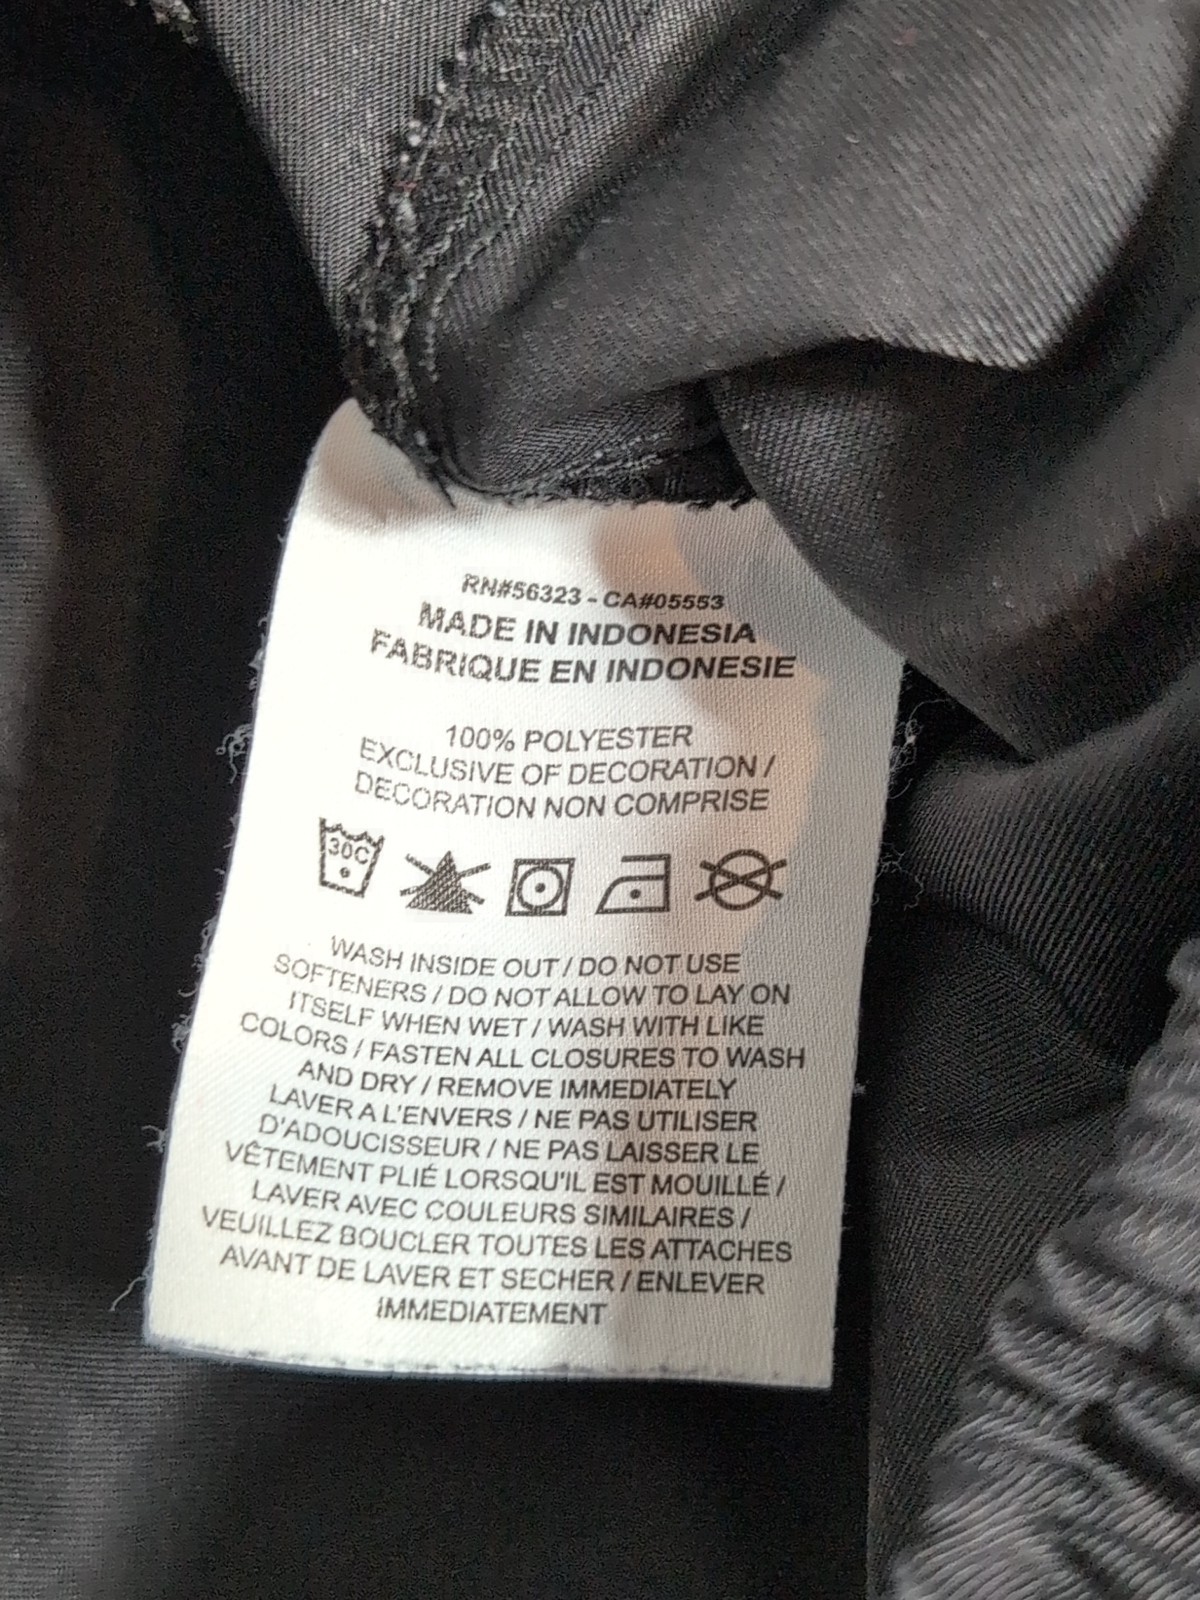 RN#56323 - CA#05553
MADE IN INDONESIA
FABRIQUE EN INDONESIE
100% POLYESTER
EXCLUSIVE OF DECORATION /
DECORATION NON COMPRISE
30C
WASH INSIDE OUT / DO NOT USE
SOFTENERS / DO NOT ALLOW TO LAY ON
ITSELF WHEN WET / WASH WITH LIKE
COLORS / FASTEN ALL CLOSURES TO WASH
AND DRY / REMOVE IMMEDIATELY
LAVER A L'ENVERS / NE PAS UTILISER
D'ADOUCISSEUR / NE PAS LAISSER LE
VÊTEMENT PLIÉ LORSQU'IL EST MOUILLÉ /
LAVER AVEC COULEURS SIMILAIRES /
VEUILLEZ BOUCLER TOUTES LES ATTACHES
AVANT DE LAVER ET SECHER / ENLEVER
IMMEDIATEMENT